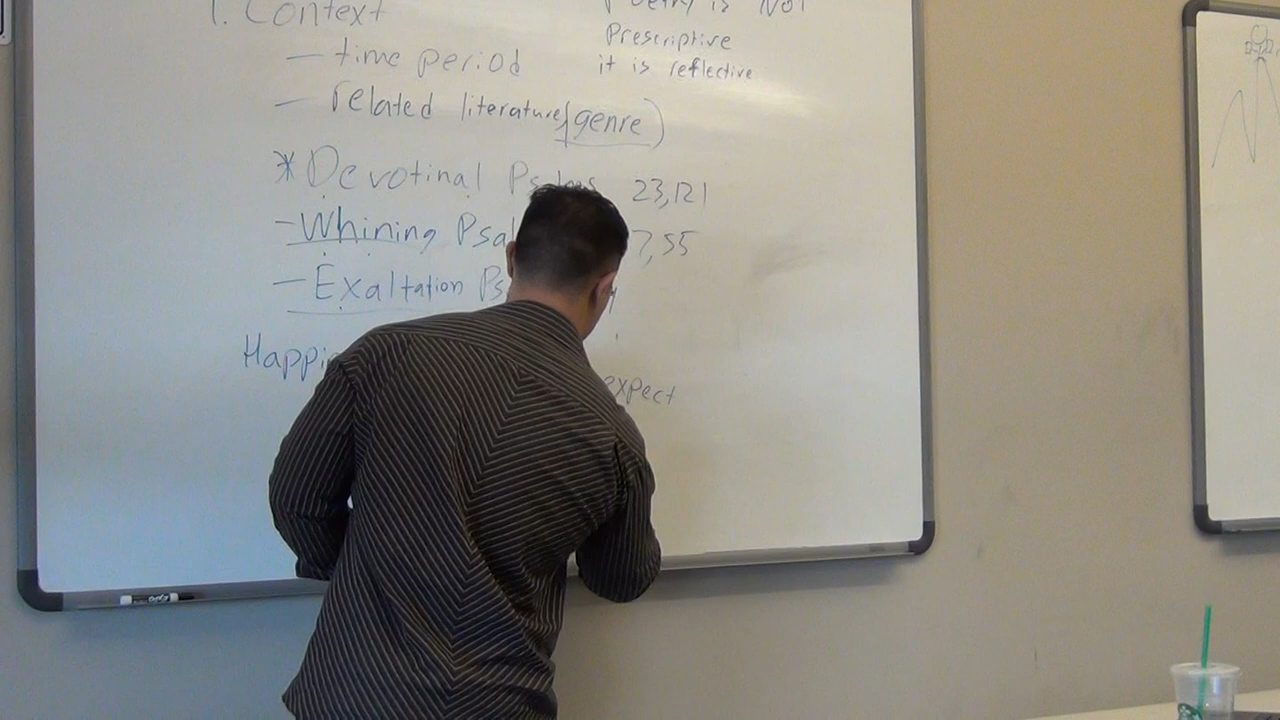 1. Context
Poetry is Not
Prescriptive
it is reflective
— time period
— related literature (genre)
* Devotinal Psalms 23,121
- Whining Psal 7,55
— Exaltation Ps
Happi
expect